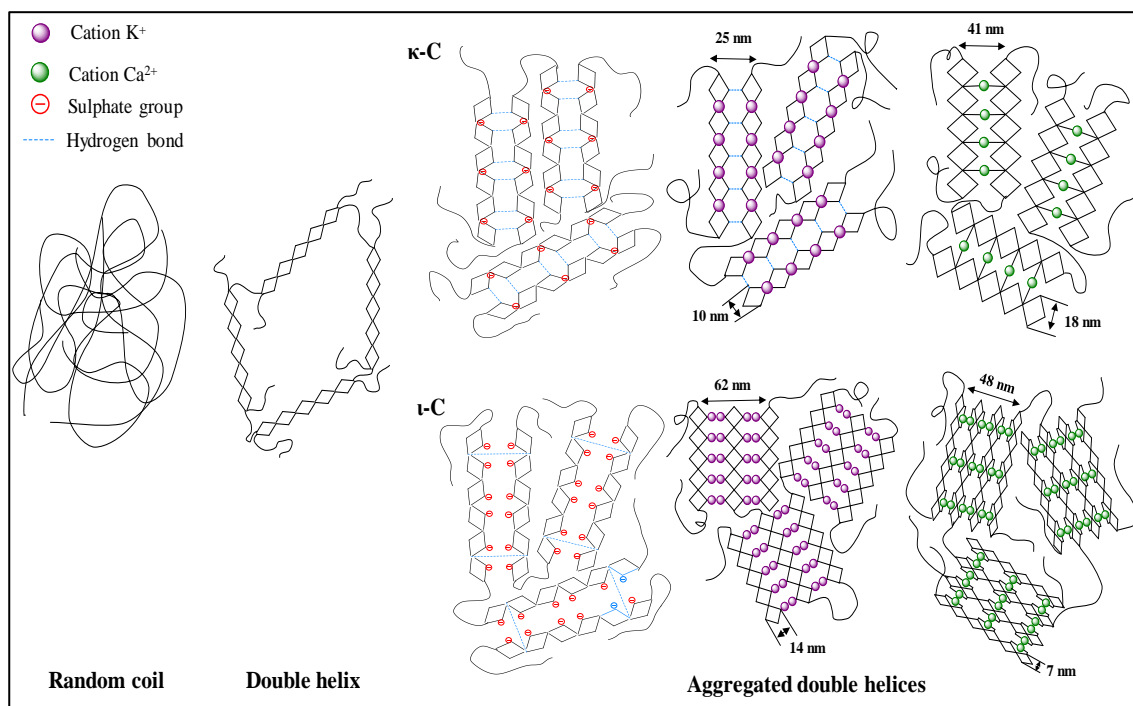 Cation K⁺
Cation Ca²⁺
Sulphate group
Hydrogen bond
κ-C
25 nm
41 nm
10 nm
18 nm
ι-C
62 nm
48 nm
14 nm
7 nm
Random coil
Double helix
Aggregated double helices